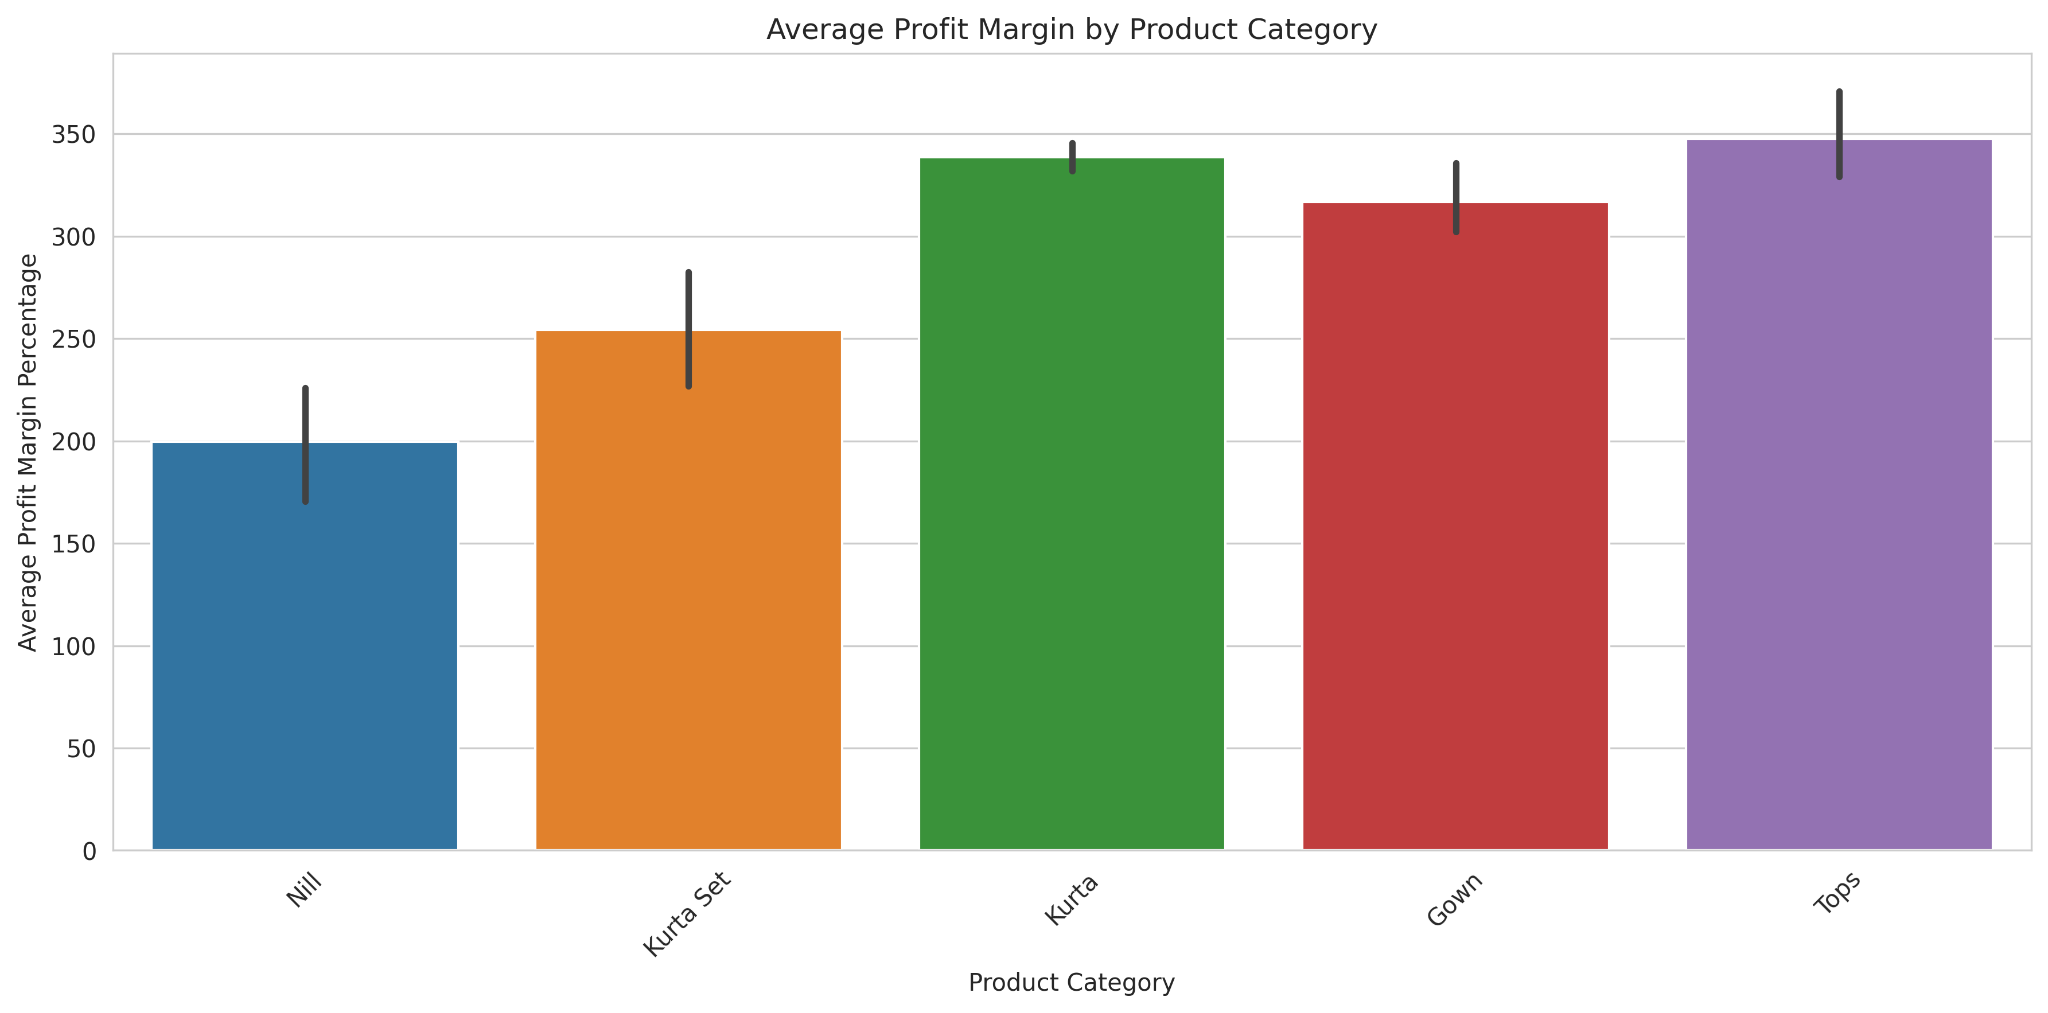 Average Profit Margin by Product Category
Average Profit Margin Percentage
350
300
250
200
150
100
50
0
Nill
Kurta Set
Kurta
Gown
Tops
Product Category